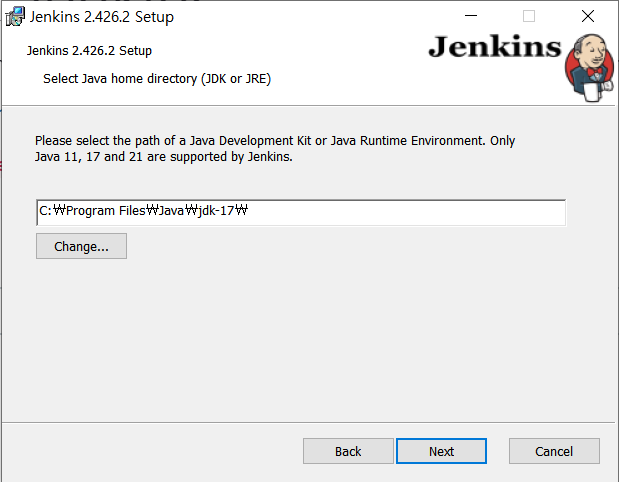 Jenkins 2.426.2 Setup
Jenkins 2.426.2 Setup
Jenkins
Select Java home directory (JDK or JRE)
Please select the path of a Java Development Kit or Java Runtime Environment. Only
Java 11, 17 and 21 are supported by Jenkins.
C:₩Program Files₩Java₩jdk-17₩
Change...
Back
Next
Cancel